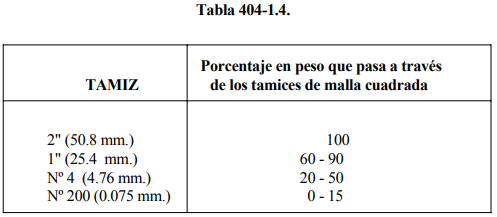 Tabla 404-1.4.
TAMIZ
Porcentaje en peso que pasa a través
de los tamices de malla cuadrada
2" (50.8 mm.) 100
1" (25.4 mm.) 60 - 90
Nº 4 (4.76 mm.) 20 - 50
Nº 200 (0.075 mm.) 0 - 15